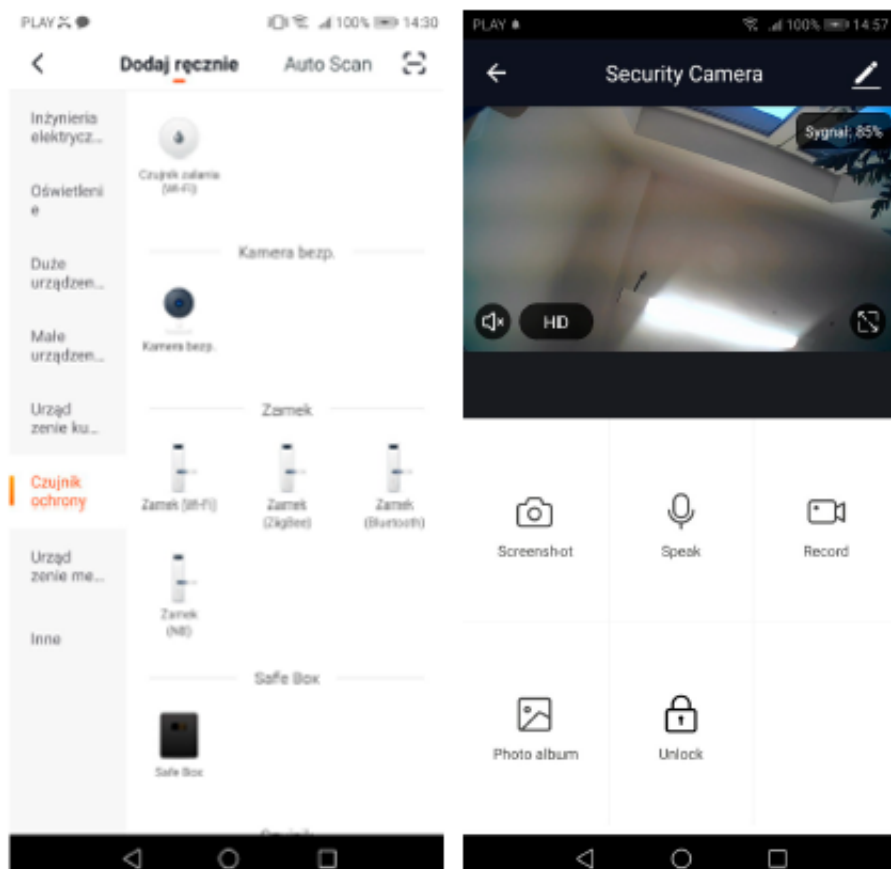 PLAY
100% 14:30
Dodaj ręcznie Auto Scan
Inżynieria
elektrycz...
Oświetleni
e
Duże
urządzen...
Małe
urządzen...
Urząd
zenie ku...
Czujnik
ochrony
Urząd
zenie me...
Inne
Czujnik zalania
(Wi-Fi)
Kamera bezp.
Kamera bezp.
Zamek
Zamek (Wi-Fi)
Zamek
(ZigBee)
Zamek
(Bluetooth)
Zamek
(NB)
Safe Box
Safe Box
PLAY
100% 14:57
Security Camera
Sygnał: 85%
HD
Screenshot
Speak
Record
Photo album
Unlock